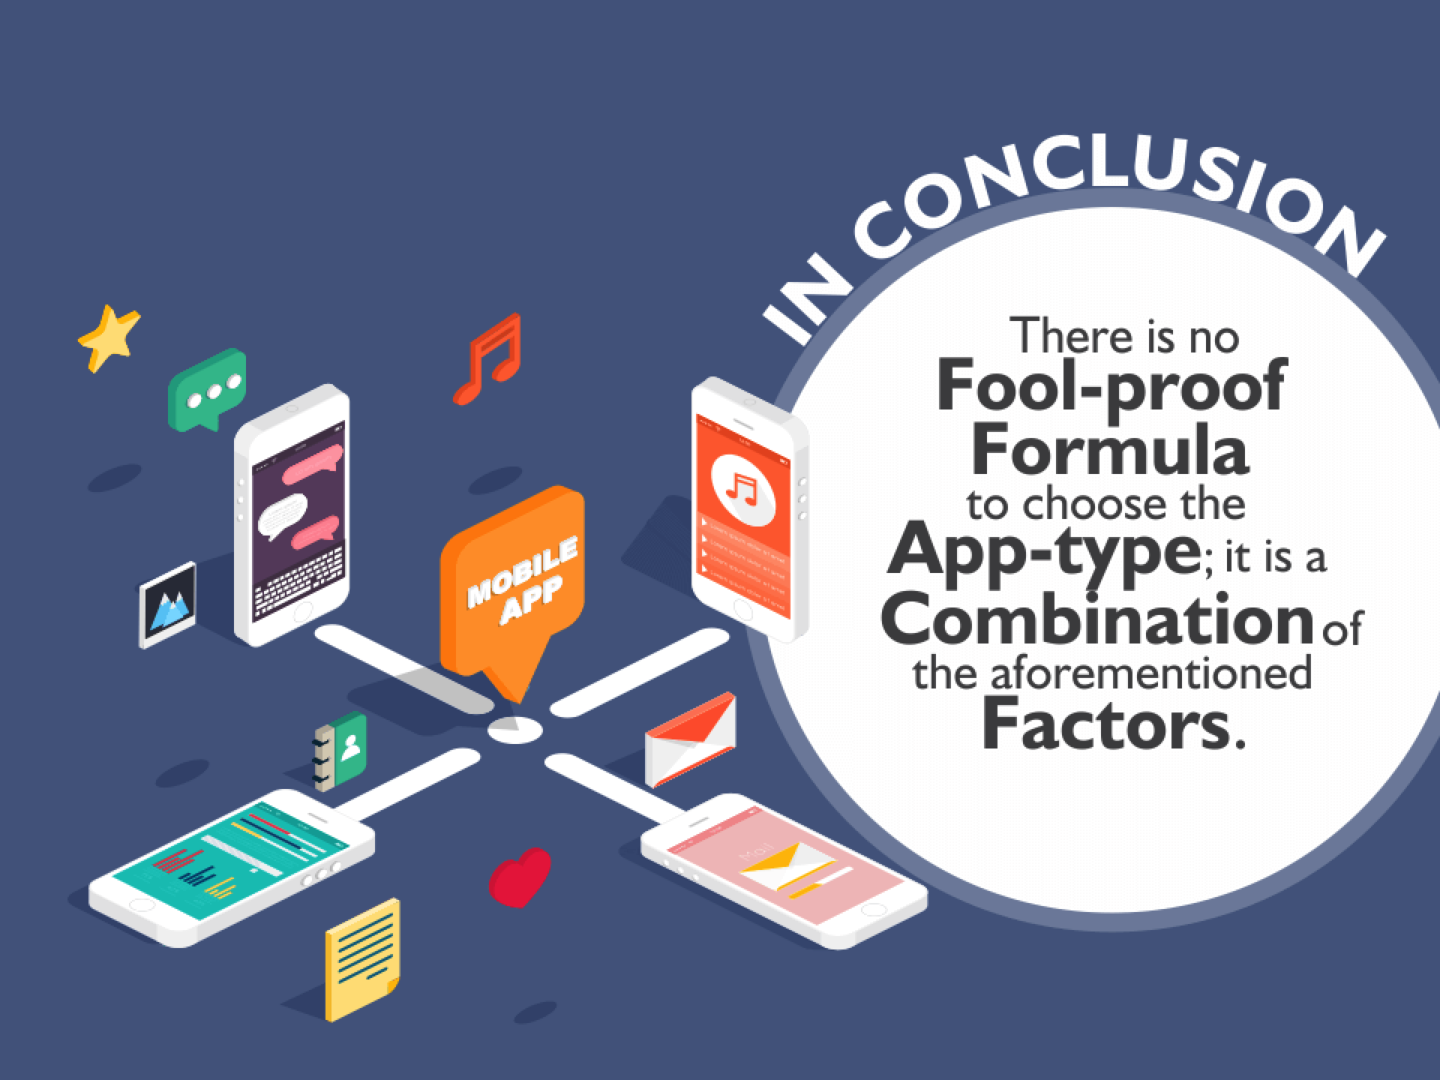 IN CONCLUSION
There is no
Fool-proof
Formula
to choose the
App-type; it is a
Combination of
the aforementioned
Factors.
MOBILE
APP
Mail